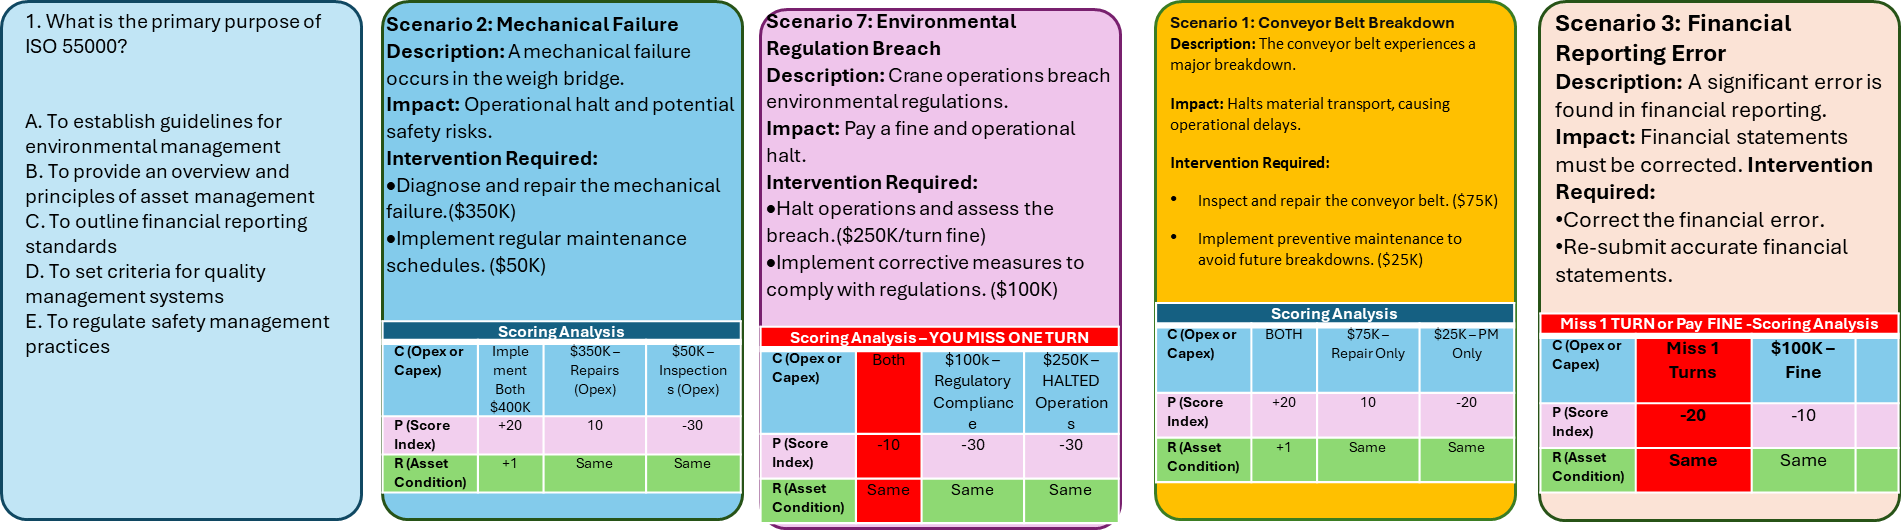 1. What is the primary purpose of
ISO 55000?
A. To establish guidelines for
environmental management
B. To provide an overview and
principles of asset management
C. To outline financial reporting
standards
D. To set criteria for quality
management systems
E. To regulate safety management
practices
Scenario 2: Mechanical Failure
Description: A mechanical failure
occurs in the weigh bridge.
Impact: Operational halt and potential
safety risks.
Intervention Required:
•Diagnose and repair the mechanical
failure.($350K)
•Implement regular maintenance
schedules. ($50K)
Scoring Analysis
C (Opex or
Capex)
Imple
ment
Both
$400K
$350K –
Repairs
(Opex)
$50K –
Inspection
s (Opex)
P (Score
Index)
+20
10
-30
R (Asset
Condition)
+1
Same
Same
Scenario 7: Environmental
Regulation Breach
Description: Crane operations breach
environmental regulations.
Impact: Pay a fine and operational
halt.
Intervention Required:
•Halt operations and assess the
breach.($250K/turn fine)
•Implement corrective measures to
comply with regulations. ($100K)
Scoring Analysis – YOU MISS ONE TURN
C (Opex or
Capex)
Both
$100k –
Regulatory
Complianc
e
$250K –
HALTED
Operation
s
P (Score
Index)
-10
-30
-30
R (Asset
Condition)
Same
Same
Same
Scenario 1: Conveyor Belt Breakdown
Description: The conveyor belt experiences a
major breakdown.
Impact: Halts material transport, causing
operational delays.
Intervention Required:
• Inspect and repair the conveyor belt. ($75K)
• Implement preventive maintenance to
avoid future breakdowns. ($25K)
Scoring Analysis
C (Opex or
Capex)
BOTH
$75K –
Repair Only
$25K – PM
Only
P (Score
Index)
+20
10
-20
R (Asset
Condition)
+1
Same
Same
Scenario 3: Financial
Reporting Error
Description: A significant error is
found in financial reporting.
Impact: Financial statements
must be corrected. Intervention
Required:
•Correct the financial error.
•Re-submit accurate financial
statements.
Miss 1 TURN or Pay FINE -Scoring Analysis
C (Opex or
Capex)
Miss 1
Turns
$100K –
Fine
P (Score
Index)
-20
-10
R (Asset
Condition)
Same
Same